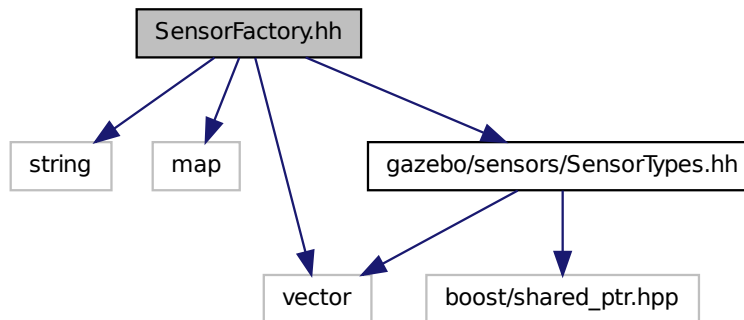 SensorFactory.hh
string
map
gazebo/sensors/SensorTypes.hh
vector
boost/shared_ptr.hpp